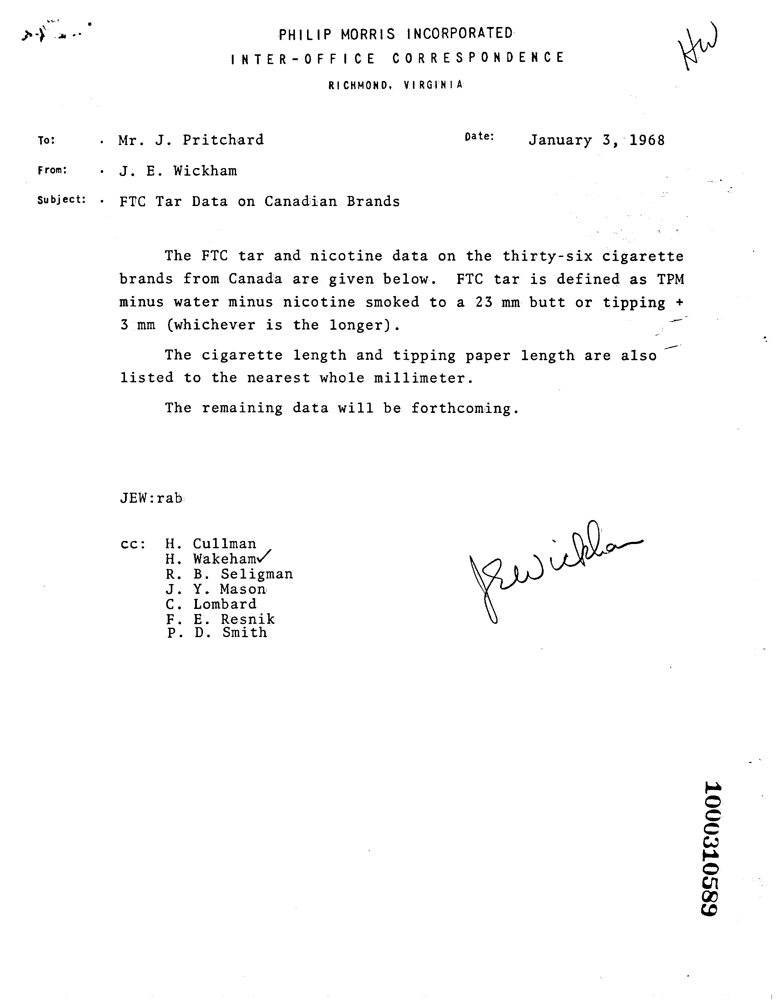 PHILIP MORRIS INCORPORATED
INTER-OFFICE CORRESPONDENCE
RICHMOND, VIRGINIA
HW
To: . Mr. J. Pritchard Date: January 3, 1968
From: . J. E. Wickham
Subject: . FTC Tar Data on Canadian Brands
The FTC tar and nicotine data on the thirty-six cigarette
brands from Canada are given below. FTC tar is defined as TPM
minus water minus nicotine smoked to a 23 mm butt or tipping +
3 mm (whichever is the longer).
The cigarette length and tipping paper length are also
listed to the nearest whole millimeter.
The remaining data will be forthcoming.
JEW:rab
cc: H. Cullman
H. Wakeham✓
R. B. Seligman
J. Y. Mason
C. Lombard
F. E. Resnik
P. D. Smith
JEWickham
1000310589